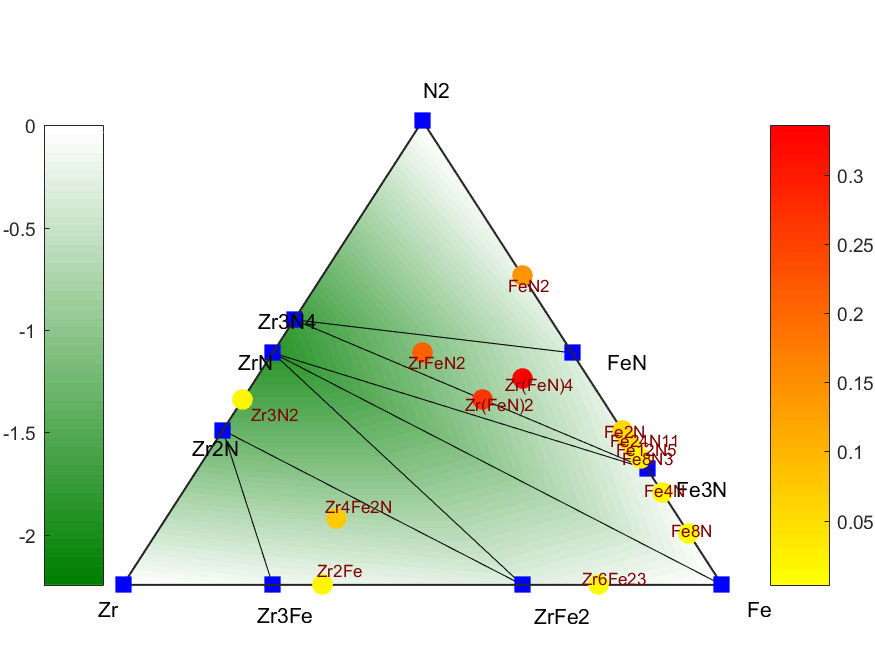 N2
0
-0.5
-1
-1.5
-2
0.3
0.25
0.2
0.15
0.1
0.05
FeN2
Zr3N4
ZrN
ZrFeN2
FeN
Zr(FeN)4
Zr(FeN)2
Zr3N2
Fe2N
Fe24N11
Fe12N5
Fe8N3
Zr2N
Fe4N
Fe3N
Zr4Fe2N
Fe8N
Zr2Fe
Zr6Fe23
Zr
Zr3Fe
ZrFe2
Fe